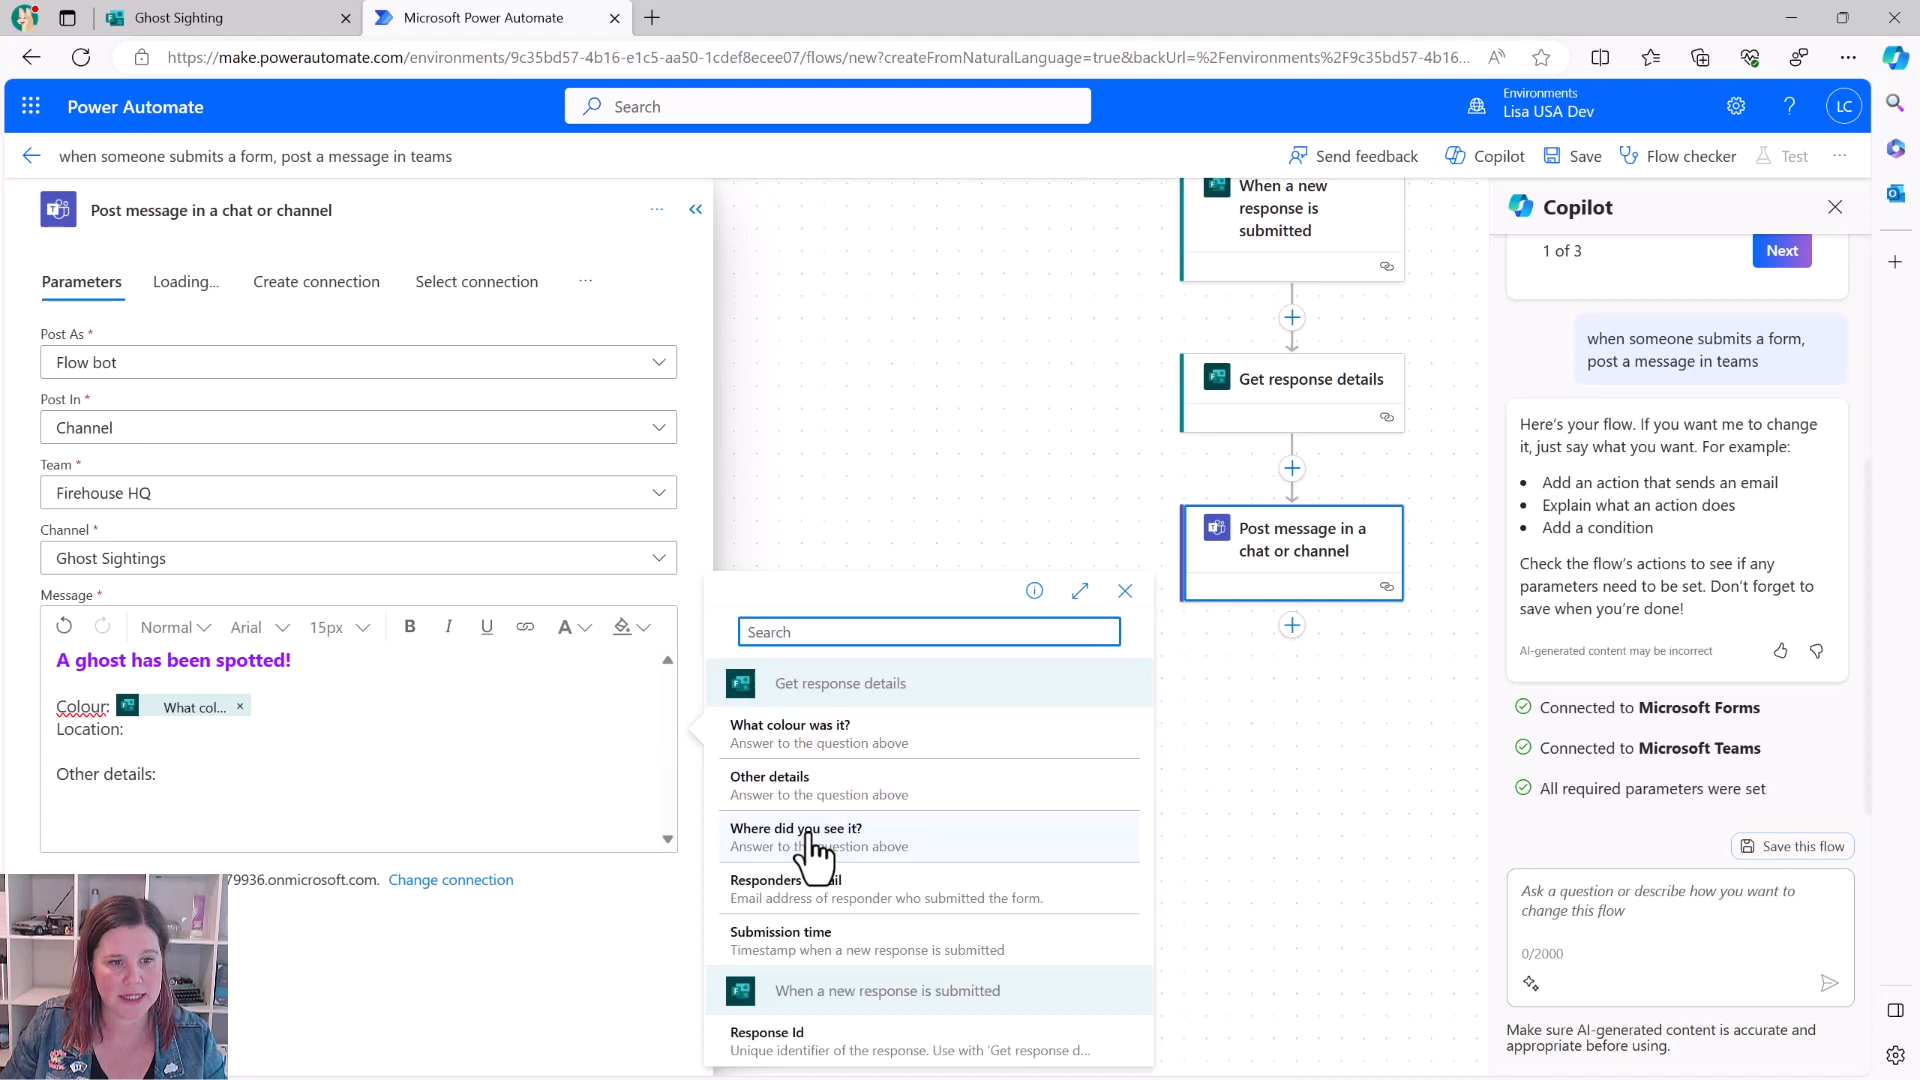 Ghost Sighting
Microsoft Power Automate
https://make.powerautomate.com/environments/9c35bd57-4b16-e1c5-aa50-1cdef8ecee07/flows/new?createFromNaturalLanguage=true&backUrl=%2Fenvironments%2F9c35bd57-4b16...
Power Automate
Search
Environments
Lisa USA Dev
LC
when someone submits a form, post a message in teams
Send feedback
Copilot
Save
Flow checker
Test
Post message in a chat or channel
Parameters
Loading...
Create connection
Select connection
Post As *
Flow bot
Post In *
Channel
Team *
Firehouse HQ
Channel *
Ghost Sightings
Message *
Normal
Arial
15px
B
I
U
A
A ghost has been spotted!
Colour: What col... ×
Location:
Other details:
79936.onmicrosoft.com. Change connection
Search
Get response details
What colour was it?
Answer to the question above
Other details
Answer to the question above
Where did you see it?
Answer to the question above
Responders
Email address of responder who submitted the form.
Submission time
Timestamp when a new response is submitted
When a new response is submitted
Response Id
Unique identifier of the response. Use with 'Get response d...
When a new
response is
submitted
Get response details
Post message in a
chat or channel
Copilot
1 of 3
Next
when someone submits a form,
post a message in teams
Here's your flow. If you want me to change
it, just say what you want. For example:
• Add an action that sends an email
• Explain what an action does
• Add a condition
Check the flow's actions to see if any
parameters need to be set. Don't forget to
save when you're done!
AI-generated content may be incorrect
Connected to Microsoft Forms
Connected to Microsoft Teams
All required parameters were set
Save this flow
Ask a question or describe how you want to
change this flow
0/2000
Make sure AI-generated content is accurate and
appropriate before using.